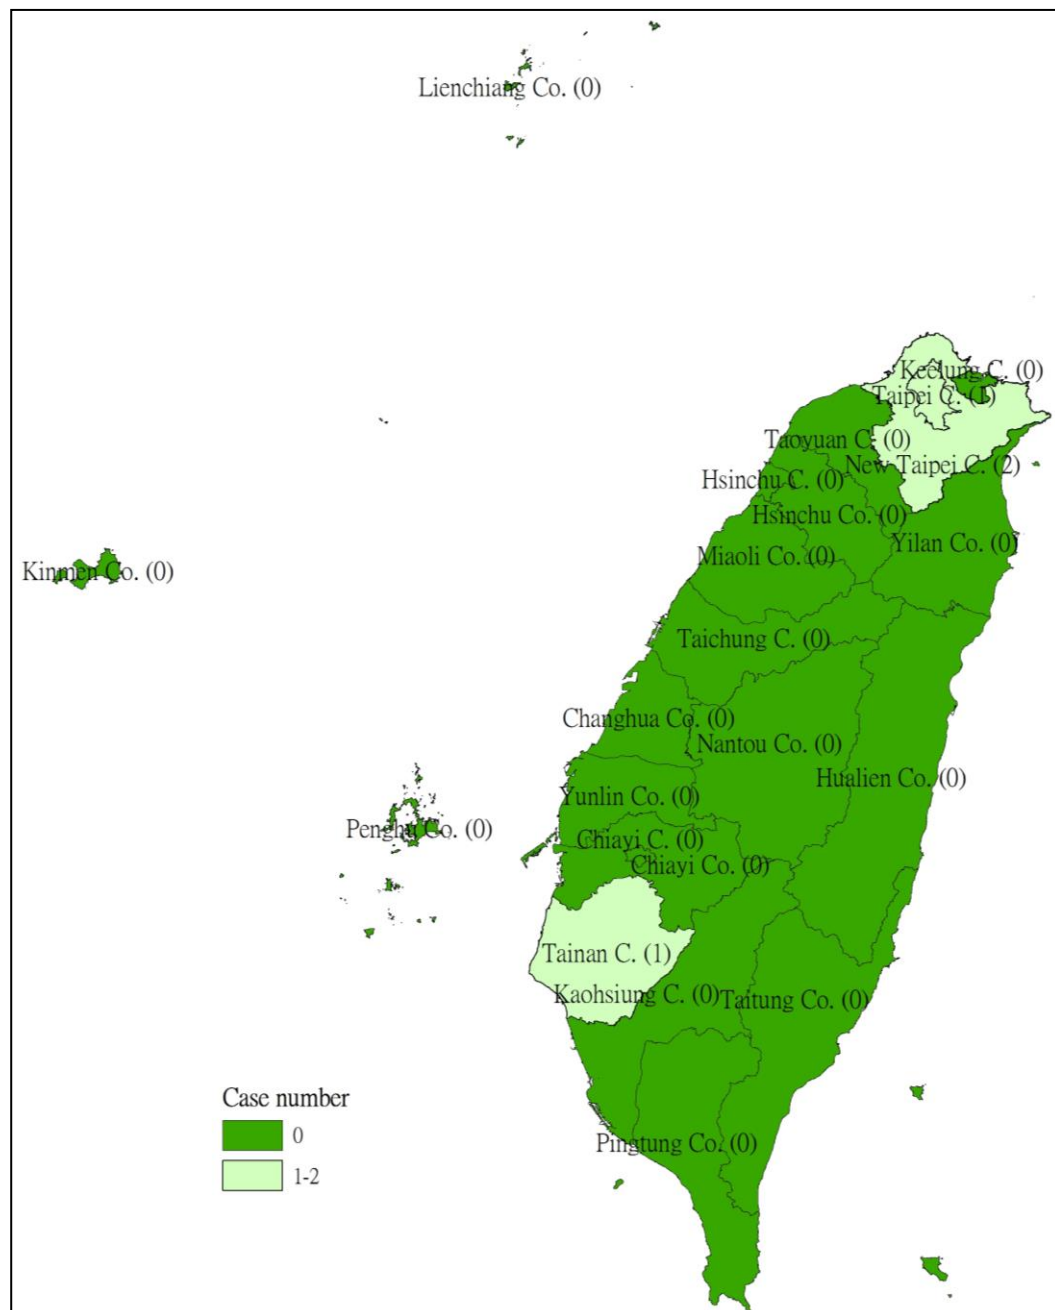 Lienchiang Co. (0)
Keelung C. (0)
Taipei C. (1)
Taoyuan C. (0)
New Taipei C. (2)
Hsinchu C. (0)
Hsinchu Co. (0)
Yilan Co. (0)
Miaoli Co. (0)
Kinmen Co. (0)
Taichung C. (0)
Changhua Co. (0)
Nantou Co. (0)
Hualien Co. (0)
Yunlin Co. (0)
Penghu Co. (0)
Chiayi C. (0)
Chiayi Co. (0)
Tainan C. (1)
Kaohsiung C. (0)
Taitung Co. (0)
Pingtung Co. (0)
Case number
0
1-2